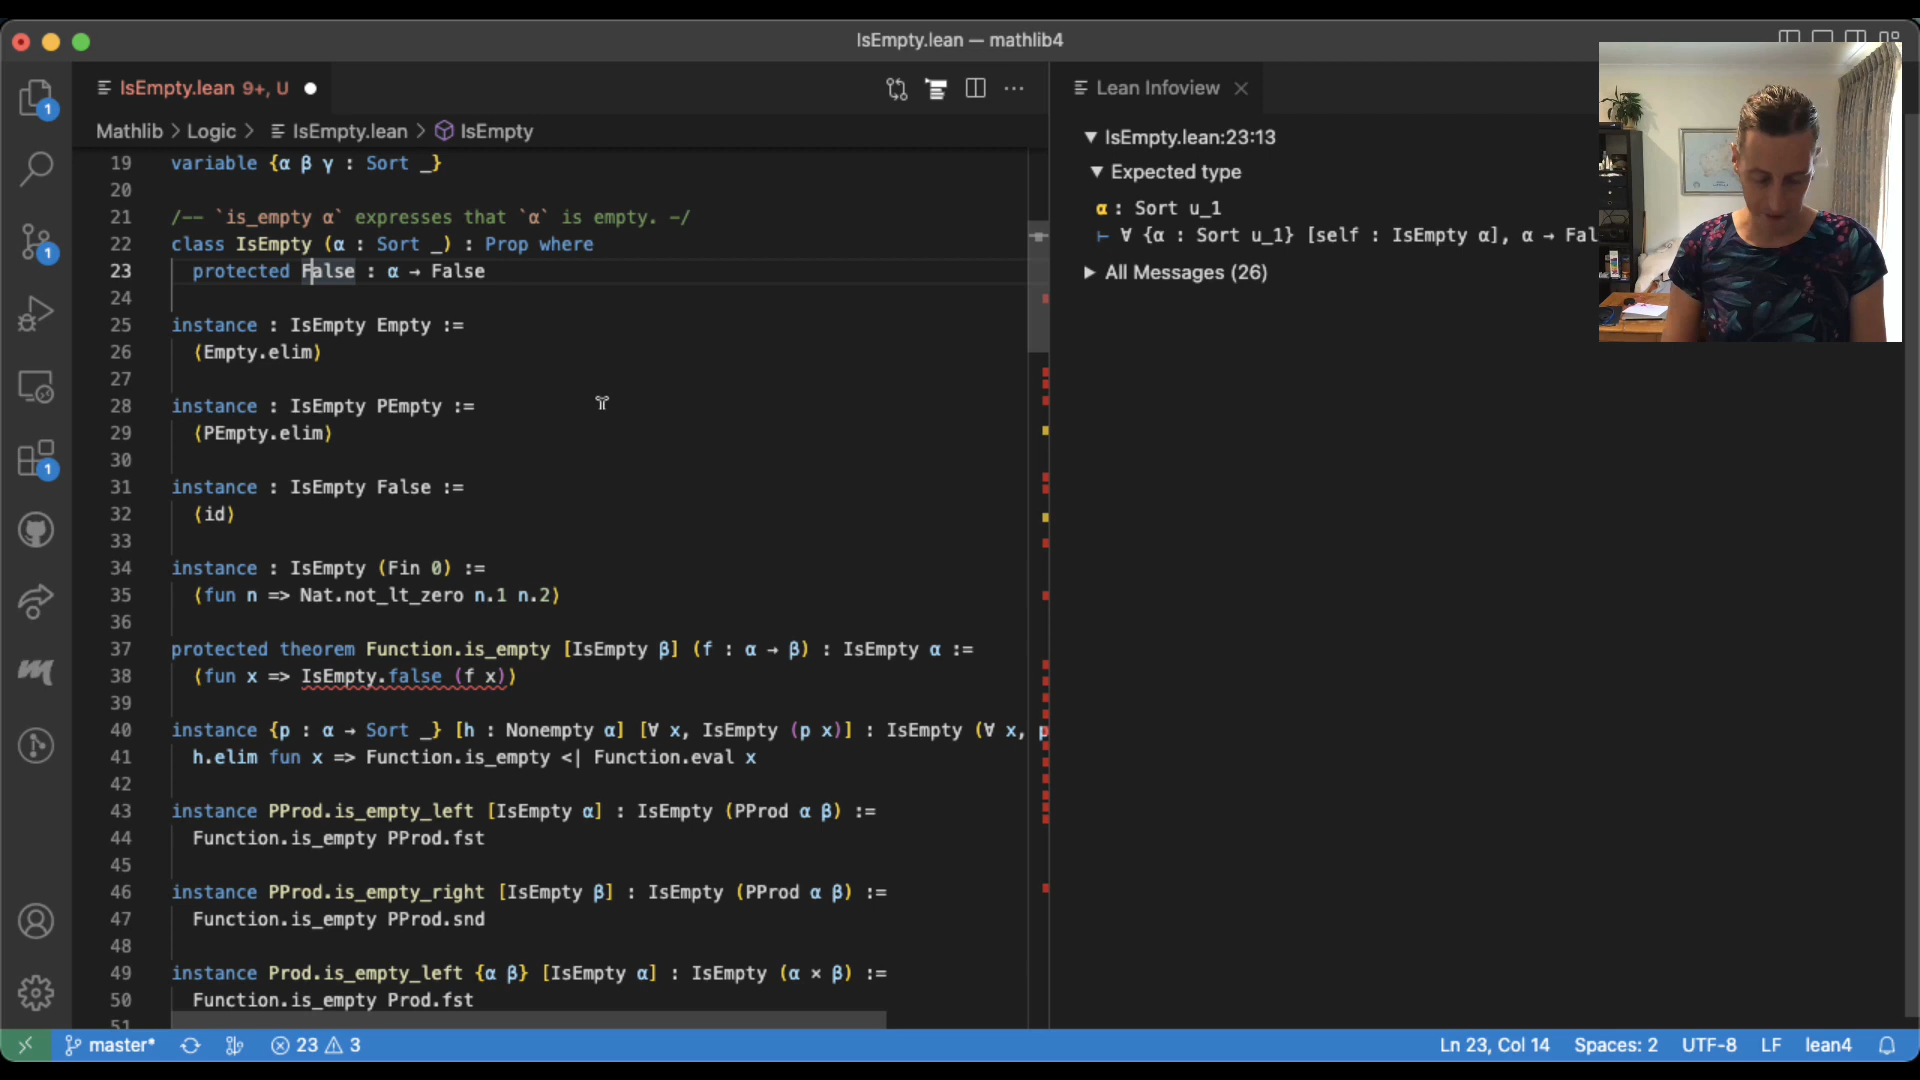 IsEmpty.lean — mathlib4
IsEmpty.lean 9+, U
Lean Infoview
Mathlib > Logic > IsEmpty.lean > IsEmpty
19 variable {α β γ : Sort _}
20
21 /-- `is_empty α` expresses that `α` is empty. -/
22 class IsEmpty (α : Sort _) : Prop where
23 protected False : α → False
24
25 instance : IsEmpty Empty :=
26 ⟨Empty.elim⟩
27
28 instance : IsEmpty PEmpty :=
29 ⟨PEmpty.elim⟩
30
31 instance : IsEmpty False :=
32 ⟨id⟩
33
34 instance : IsEmpty (Fin 0) :=
35 ⟨fun n => Nat.not_lt_zero n.1 n.2⟩
36
37 protected theorem Function.is_empty [IsEmpty β] (f : α → β) : IsEmpty α :=
38 ⟨fun x => IsEmpty.false (f x)⟩
39
40 instance {p : α → Sort _} [h : Nonempty α] [∀ x, IsEmpty (p x)] : IsEmpty (∀ x, p
41 h.elim fun x => Function.is_empty <| Function.eval x
42
43 instance PProd.is_empty_left [IsEmpty α] : IsEmpty (PProd α β) :=
44 Function.is_empty PProd.fst
45
46 instance PProd.is_empty_right [IsEmpty β] : IsEmpty (PProd α β) :=
47 Function.is_empty PProd.snd
48
49 instance Prod.is_empty_left {α β} [IsEmpty α] : IsEmpty (α × β) :=
50 Function.is_empty Prod.fst
51
IsEmpty.lean:23:13
Expected type
α : Sort u_1
⊢ ∀ {α : Sort u_1} [self : IsEmpty α], α → Fal
All Messages (26)
1
1
1
master*
23
3
Ln 23, Col 14
Spaces: 2
UTF-8
LF
lean4